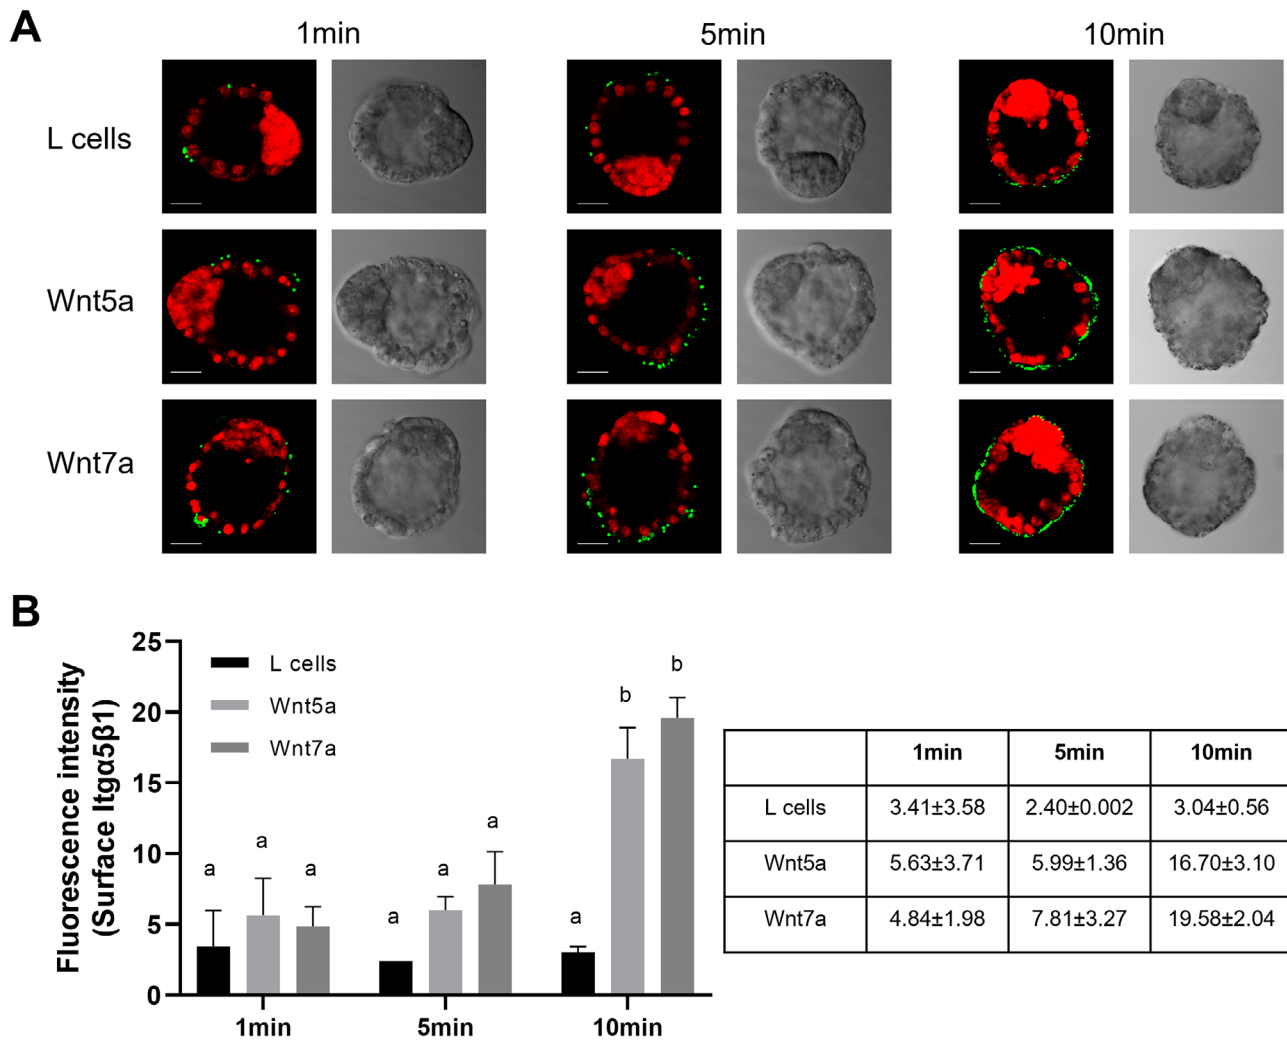 A
1min 5min 10min
L cells
Wnt5a
Wnt7a
B
Fluorescence intensity
(Surface Itgα5β1)
25
20
15
10
5
0
L cells
Wnt5a
Wnt7a
a a a
a a a
a b b
1min 5min 10min
1min 5min 10min
L cells 3.41±3.58 2.40±0.002 3.04±0.56
Wnt5a 5.63±3.71 5.99±1.36 16.70±3.10
Wnt7a 4.84±1.98 7.81±3.27 19.58±2.04